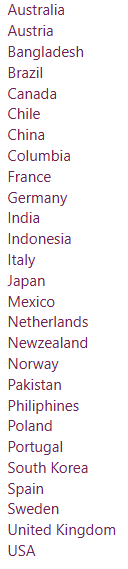 Australia
Austria
Bangladesh
Brazil
Canada
Chile
China
Columbia
France
Germany
India
Indonesia
Italy
Japan
Mexico
Netherlands
Newzealand
Norway
Pakistan
Philiphines
Poland
Portugal
South Korea
Spain
Sweden
United Kingdom
USA